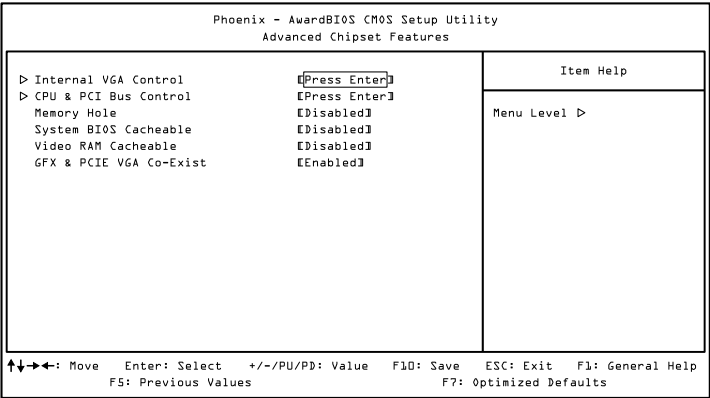 Phoenix - AwardBIOS CMOS Setup Utility
Advanced Chipset Features
▷ Internal VGA Control [Press Enter]
▷ CPU & PCI Bus Control [Press Enter]
Memory Hole [Disabled]
System BIOS Cacheable [Disabled]
Video RAM Cacheable [Disabled]
GFX & PCIE VGA Co-Exist [Enabled]
Item Help
Menu Level ▷
↑↓→←: Move Enter: Select +/-/PU/PD: Value F10: Save ESC: Exit F1: General Help
F5: Previous Values F7: Optimized Defaults